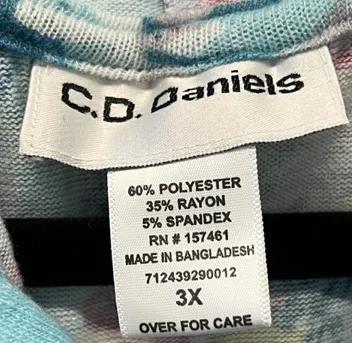 C.D. Daniels
60% POLYESTER
35% RAYON
5% SPANDEX
RN # 157461
MADE IN BANGLADESH
712439290012
3X
OVER FOR CARE